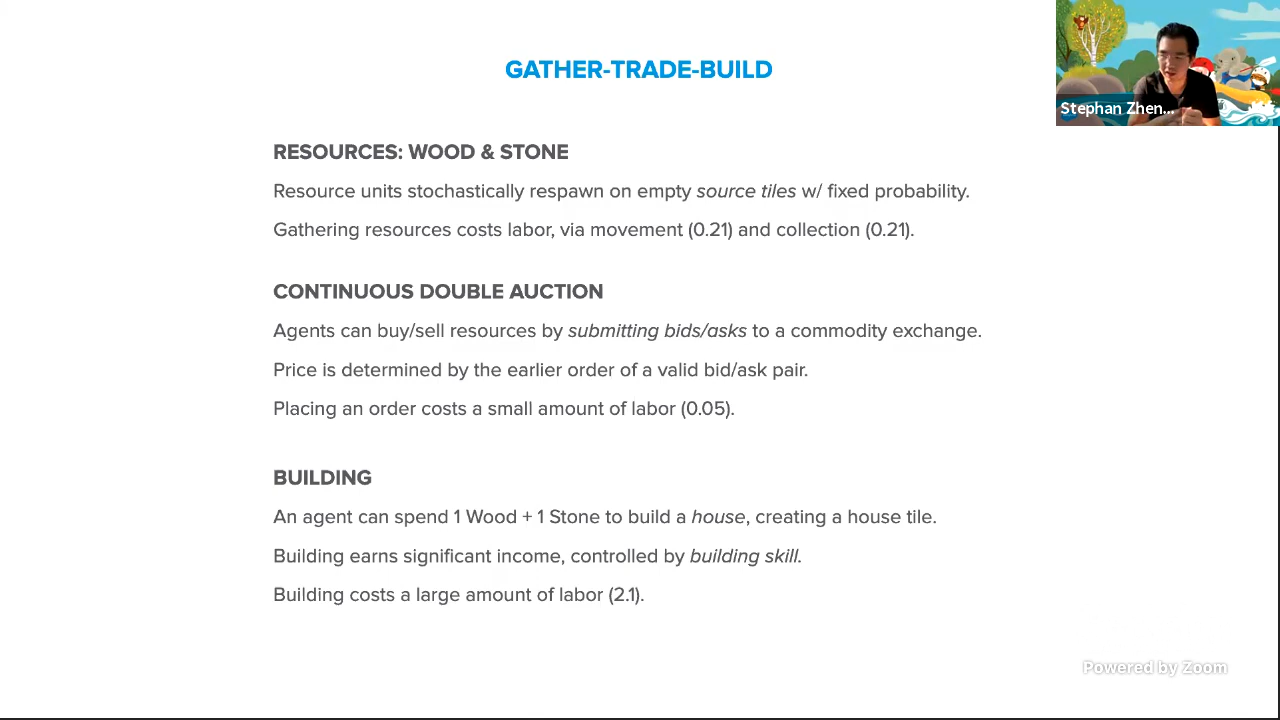 GATHER-TRADE-BUILD
Stephan Zhen...
RESOURCES: WOOD & STONE
Resource units stochastically respawn on empty source tiles w/ fixed probability.
Gathering resources costs labor, via movement (0.21) and collection (0.21).
CONTINUOUS DOUBLE AUCTION
Agents can buy/sell resources by submitting bids/asks to a commodity exchange.
Price is determined by the earlier order of a valid bid/ask pair.
Placing an order costs a small amount of labor (0.05).
BUILDING
An agent can spend 1 Wood + 1 Stone to build a house, creating a house tile.
Building earns significant income, controlled by building skill.
Building costs a large amount of labor (2.1).
Powered by Zoom